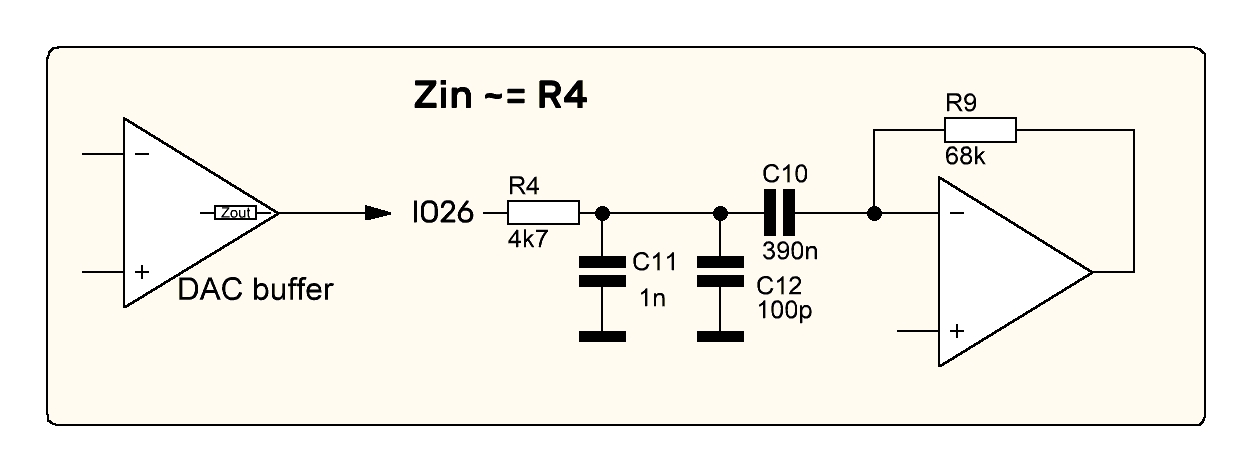 Zin ~= R4
R9
68k
−
Zout
+
DAC buffer
IO26
R4
4k7
C11
1n
C12
100p
C10
390n
−
+